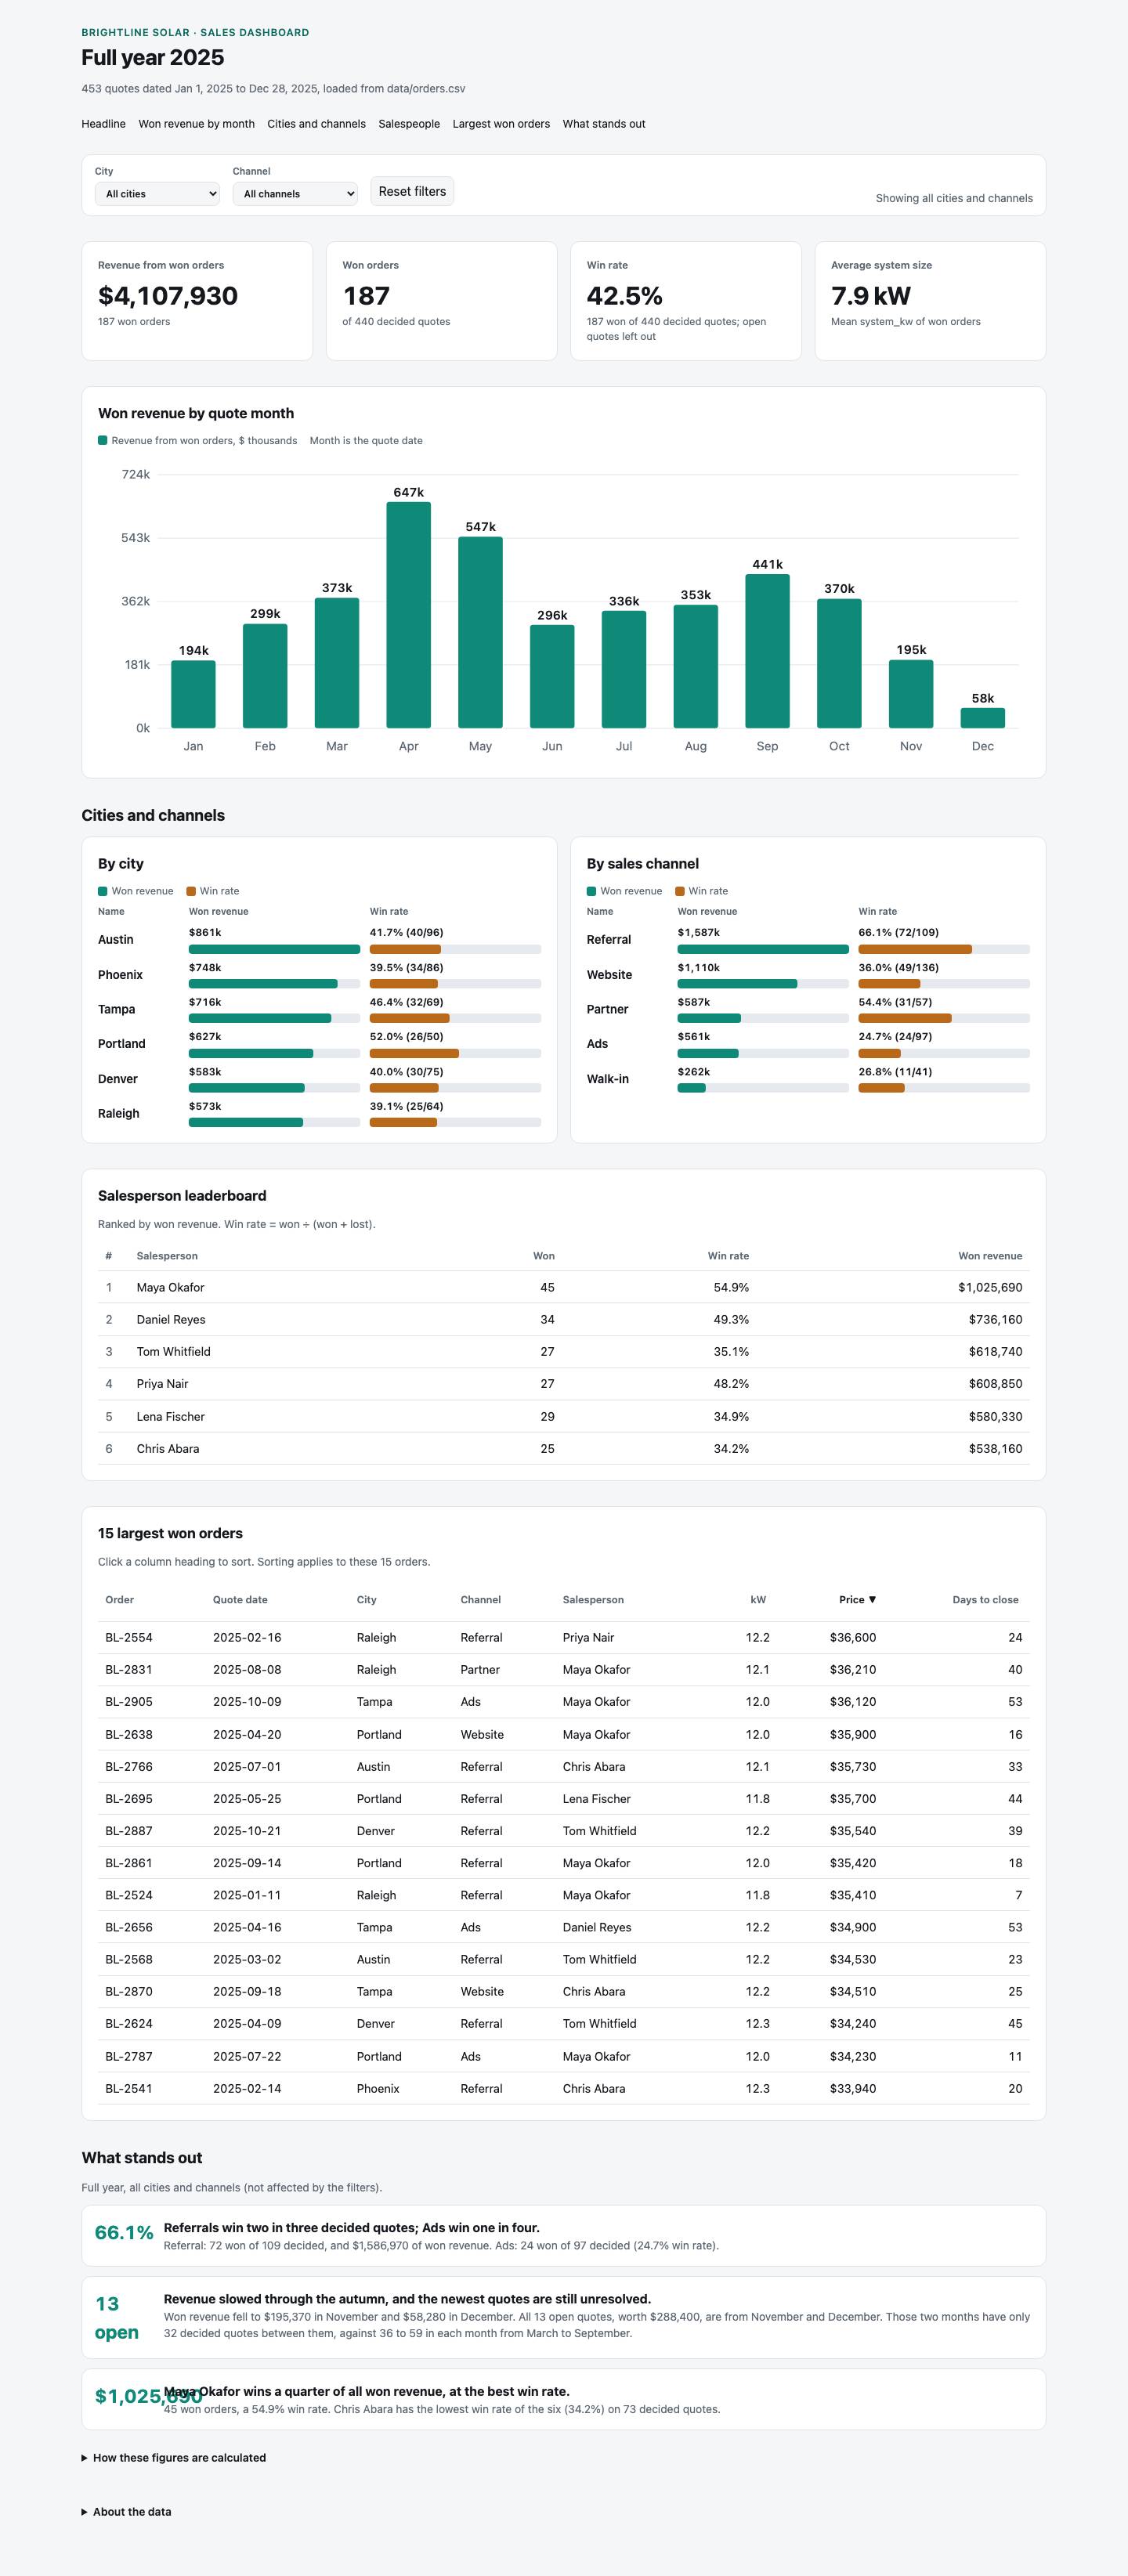 BRIGHTLINE SOLAR · SALES DASHBOARD
Full year 2025
453 quotes dated Jan 1, 2025 to Dec 28, 2025, loaded from data/orders.csv
Headline Won revenue by month Cities and channels Salespeople Largest won orders What stands out
City Channel
All cities All channels Reset filters Showing all cities and channels
Revenue from won orders
$4,107,930
187 won orders
Won orders
187
of 440 decided quotes
Win rate
42.5%
187 won of 440 decided quotes; open
quotes left out
Average system size
7.9 kW
Mean system_kw of won orders
Won revenue by quote month
Revenue from won orders, $ thousands Month is the quote date
724k
543k
362k
181k
0k
194k 299k 373k 647k 547k 296k 336k 353k 441k 370k 195k 58k
Jan Feb Mar Apr May Jun Jul Aug Sep Oct Nov Dec
Cities and channels
By city
Won revenue Win rate
Name Won revenue Win rate
Austin $861k 41.7% (40/96)
Phoenix $748k 39.5% (34/86)
Tampa $716k 46.4% (32/69)
Portland $627k 52.0% (26/50)
Denver $583k 40.0% (30/75)
Raleigh $573k 39.1% (25/64)
By sales channel
Won revenue Win rate
Name Won revenue Win rate
Referral $1,587k 66.1% (72/109)
Website $1,110k 36.0% (49/136)
Partner $587k 54.4% (31/57)
Ads $561k 24.7% (24/97)
Walk-in $262k 26.8% (11/41)
Salesperson leaderboard
Ranked by won revenue. Win rate = won ÷ (won + lost).
# Salesperson Won Win rate Won revenue
1 Maya Okafor 45 54.9% $1,025,690
2 Daniel Reyes 34 49.3% $736,160
3 Tom Whitfield 27 35.1% $618,740
4 Priya Nair 27 48.2% $608,850
5 Lena Fischer 29 34.9% $580,330
6 Chris Abara 25 34.2% $538,160
15 largest won orders
Click a column heading to sort. Sorting applies to these 15 orders.
Order Quote date City Channel Salesperson kW Price ▼ Days to close
BL-2554 2025-02-16 Raleigh Referral Priya Nair 12.2 $36,600 24
BL-2831 2025-08-08 Raleigh Partner Maya Okafor 12.1 $36,210 40
BL-2905 2025-10-09 Tampa Ads Maya Okafor 12.0 $36,120 53
BL-2638 2025-04-20 Portland Website Maya Okafor 12.0 $35,900 16
BL-2766 2025-07-01 Austin Referral Chris Abara 12.1 $35,730 33
BL-2695 2025-05-25 Portland Referral Lena Fischer 11.8 $35,700 44
BL-2887 2025-10-21 Denver Referral Tom Whitfield 12.2 $35,540 39
BL-2861 2025-09-14 Portland Referral Maya Okafor 12.0 $35,420 18
BL-2524 2025-01-11 Raleigh Referral Maya Okafor 11.8 $35,410 7
BL-2656 2025-04-16 Tampa Ads Daniel Reyes 12.2 $34,900 53
BL-2568 2025-03-02 Austin Referral Tom Whitfield 12.2 $34,530 23
BL-2870 2025-09-18 Tampa Website Chris Abara 12.2 $34,510 25
BL-2624 2025-04-09 Denver Referral Tom Whitfield 12.3 $34,240 45
BL-2787 2025-07-22 Portland Ads Maya Okafor 12.0 $34,230 11
BL-2541 2025-02-14 Phoenix Referral Chris Abara 12.3 $33,940 20
What stands out
Full year, all cities and channels (not affected by the filters).
66.1%
Referrals win two in three decided quotes; Ads win one in four.
Referral: 72 won of 109 decided, and $1,586,970 of won revenue. Ads: 24 won of 97 decided (24.7% win rate).
13
open
Revenue slowed through the autumn, and the newest quotes are still unresolved.
Won revenue fell to $195,370 in November and $58,280 in December. All 13 open quotes, worth $288,400, are from November and December. Those two months have only
32 decided quotes between them, against 36 to 59 in each month from March to September.
$1,025,690
Maya Okafor wins a quarter of all won revenue, at the best win rate.
45 won orders, a 54.9% win rate. Chris Abara has the lowest win rate of the six (34.2%) on 73 decided quotes.
How these figures are calculated
About the data